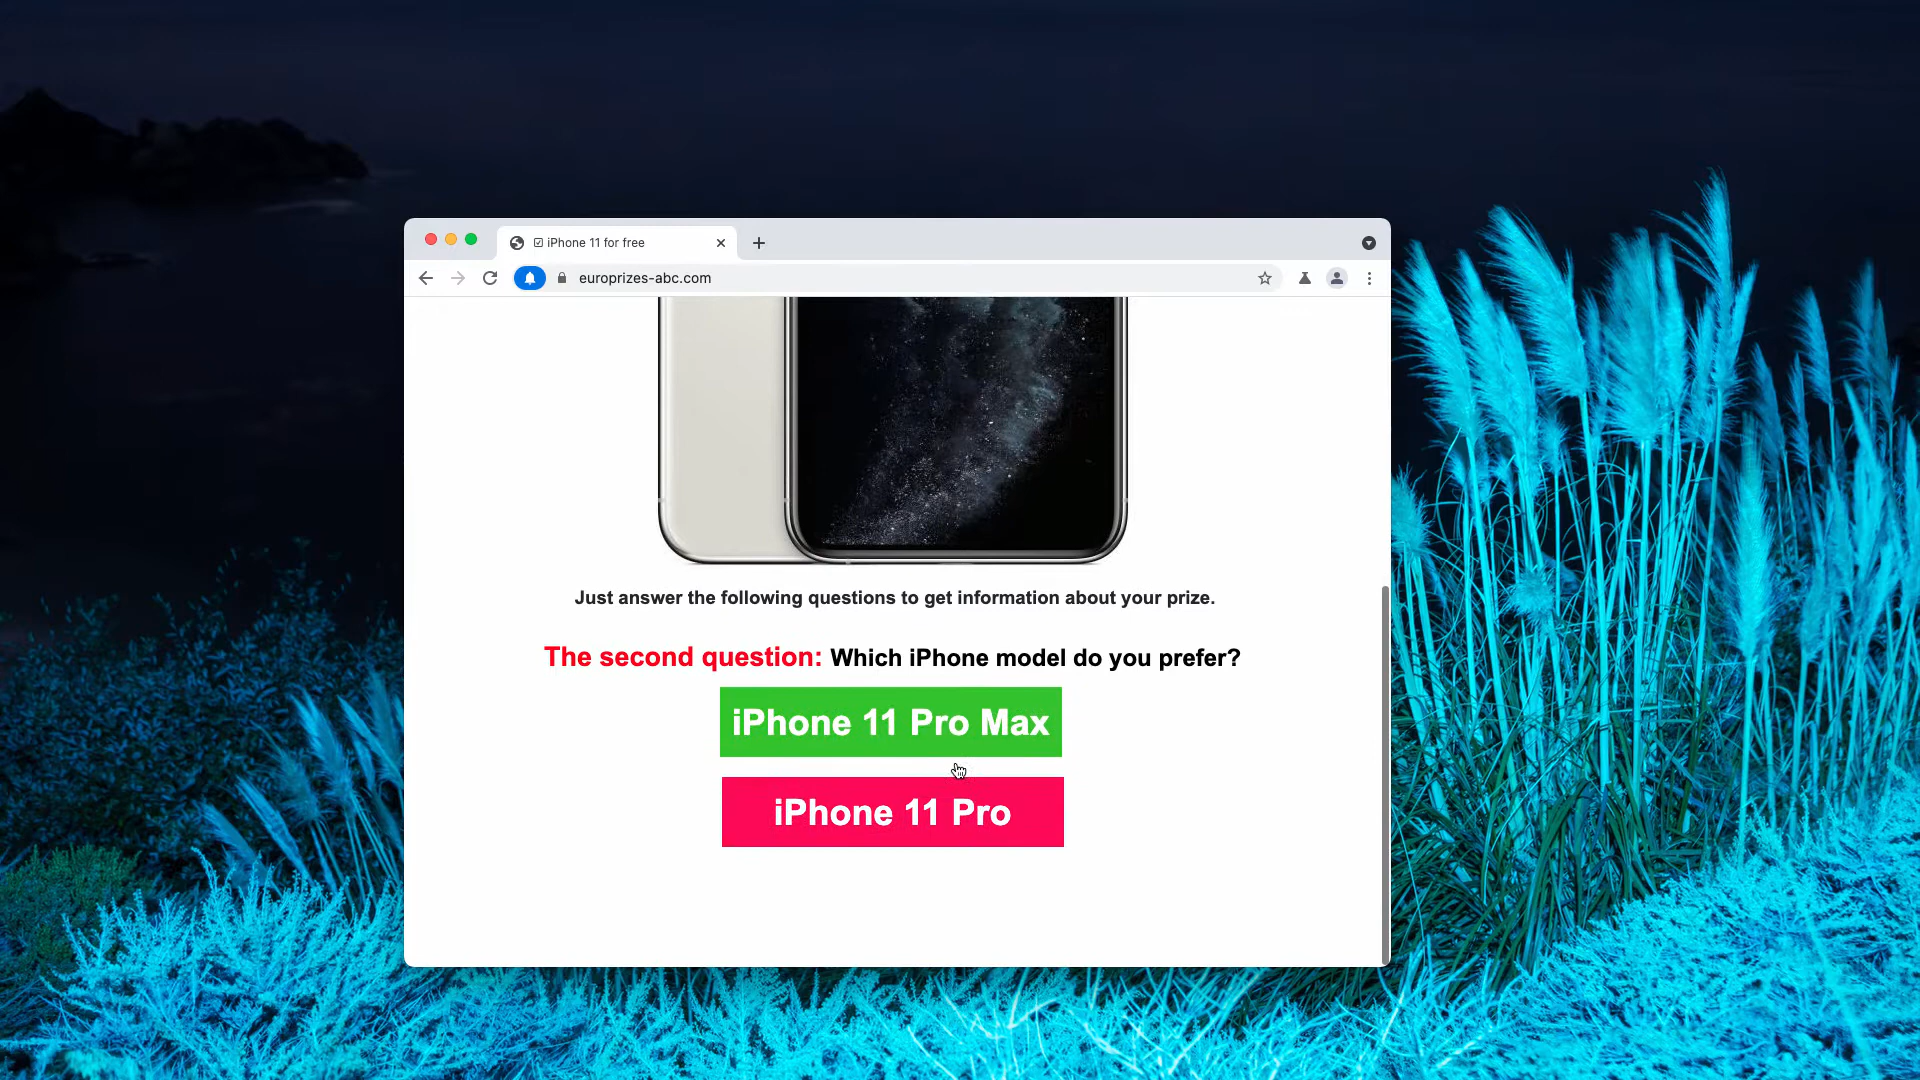 ☑ iPhone 11 for free
europrizes-abc.com
Just answer the following questions to get information about your prize.
The second question: Which iPhone model do you prefer?
iPhone 11 Pro Max
iPhone 11 Pro